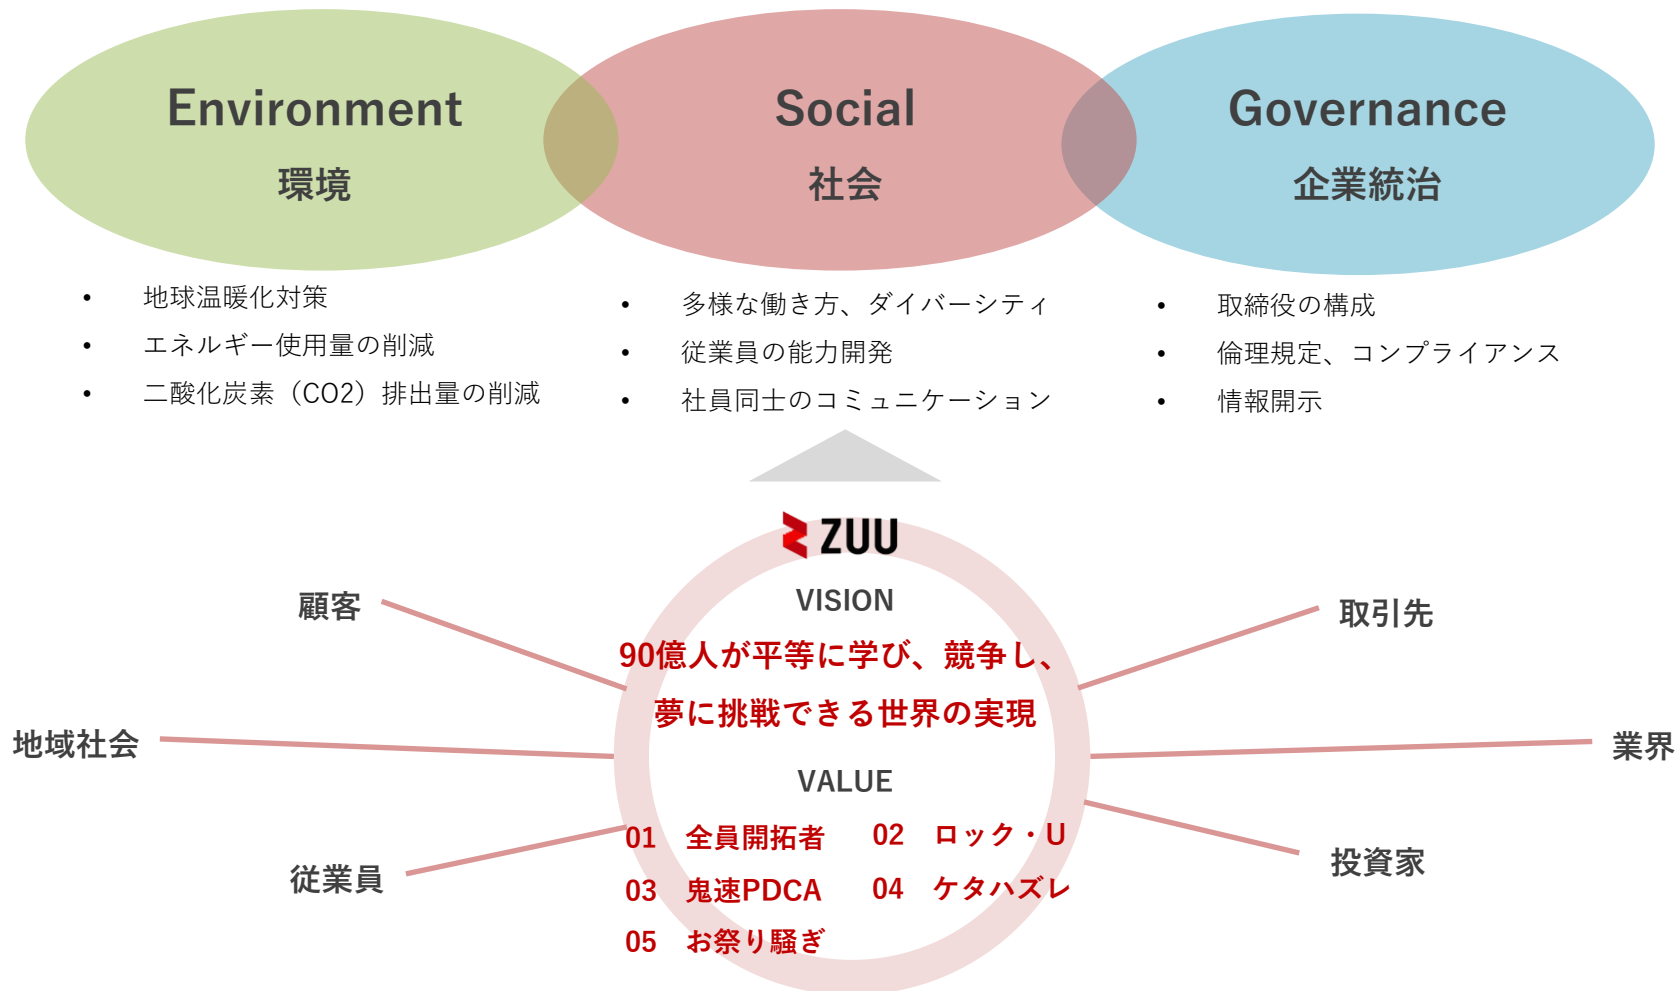 Environment
環境
Social
社会
Governance
企業統治
• 地球温暖化対策
• エネルギー使用量の削減
• 二酸化炭素（CO2）排出量の削減
• 多様な働き方、ダイバーシティ
• 従業員の能力開発
• 社員同士のコミュニケーション
• 取締役の構成
• 倫理規定、コンプライアンス
• 情報開示
ZUU
VISION
90億人が平等に学び、競争し、
夢に挑戦できる世界の実現
VALUE
01 全員開拓者
02 ロック・U
03 鬼速PDCA
04 ケタハズレ
05 お祭り騒ぎ
顧客
地域社会
従業員
取引先
業界
投資家